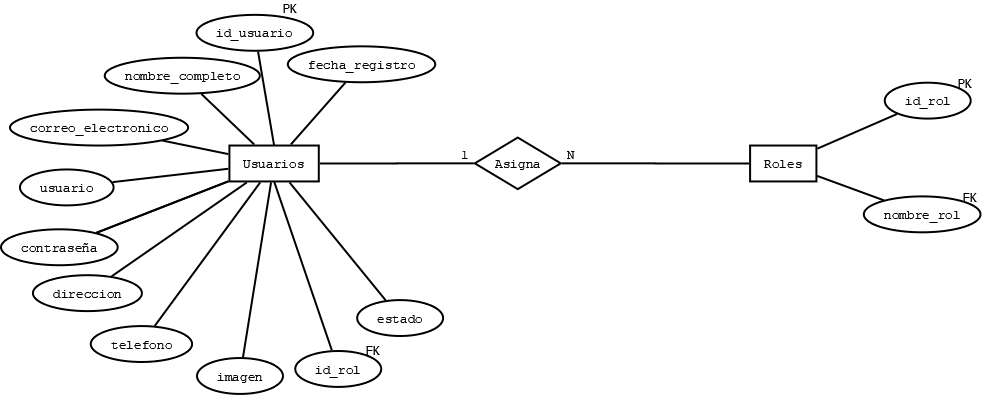 PK
id_usuario
fecha_registro
nombre_completo
correo_electronico
usuario
contraseña
direccion
telefono
imagen
id_rol
FK
estado
Usuarios
1
Asigna
N
Roles
PK
id_rol
FK
nombre_rol